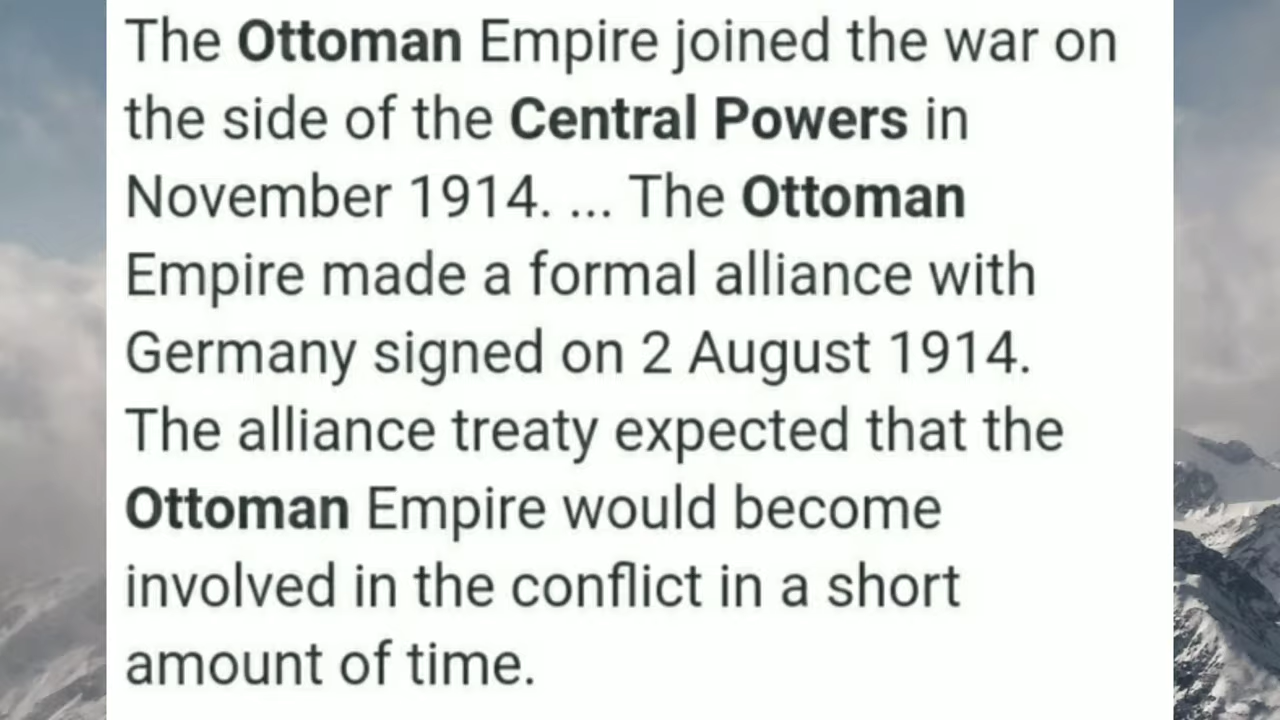 The Ottoman Empire joined the war on
the side of the Central Powers in
November 1914. ... The Ottoman
Empire made a formal alliance with
Germany signed on 2 August 1914.
The alliance treaty expected that the
Ottoman Empire would become
involved in the conflict in a short
amount of time.